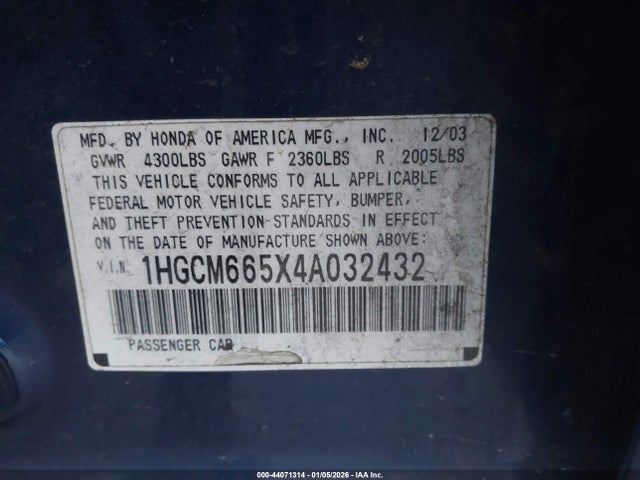 MFD. BY HONDA OF AMERICA MFG., INC. 12/03
GVWR 4300LBS GAWR F 2360LBS R 2005LBS
THIS VEHICLE CONFORMS TO ALL APPLICABLE
FEDERAL MOTOR VEHICLE SAFETY, BUMPER,
AND THEFT PREVENTION STANDARDS IN EFFECT
ON THE DATE OF MANUFACTURE SHOWN ABOVE:
V.I.N. 1HGCM665X4A032432
PASSENGER CAR
000-44071314 - 01/05/2026 - IAA Inc.